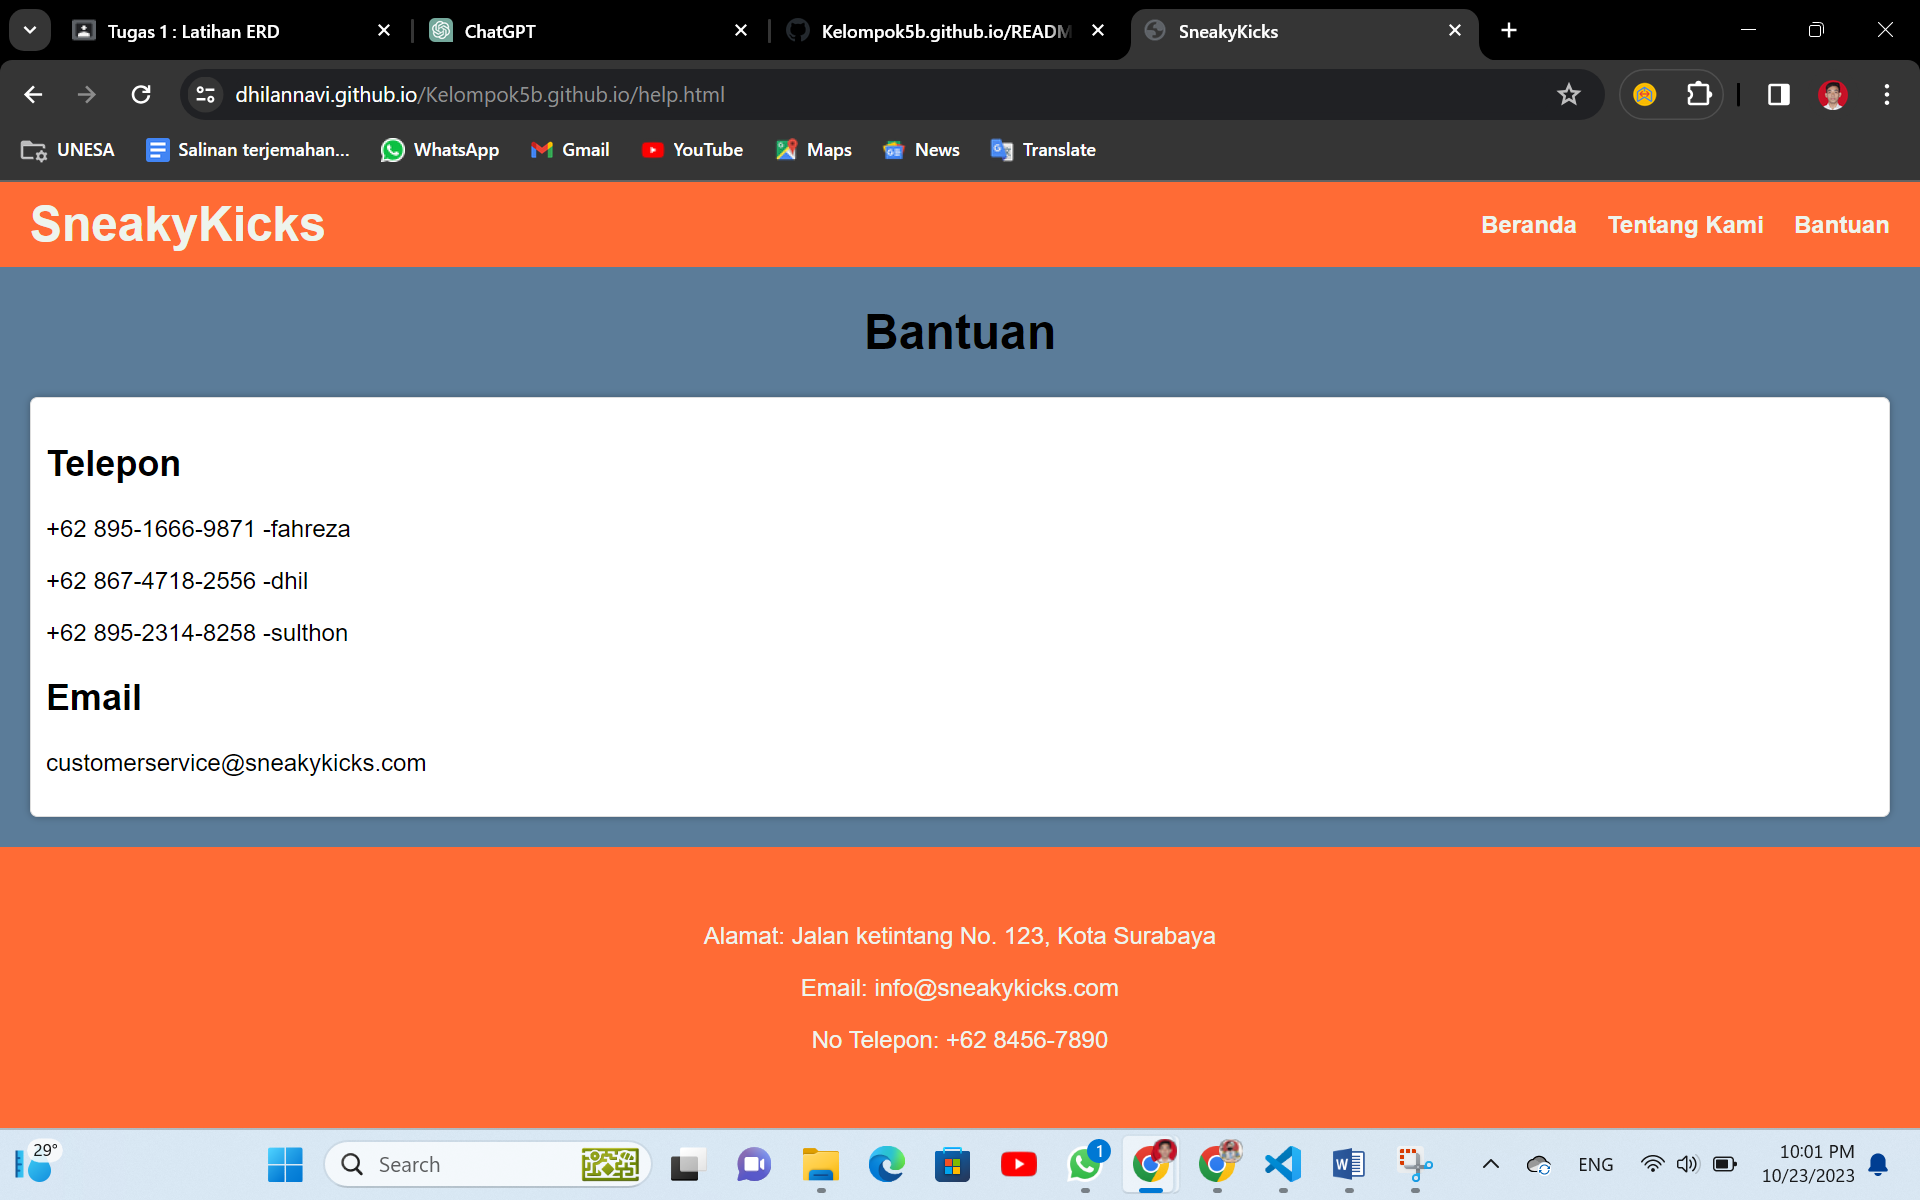 Tugas 1 : Latihan ERD
ChatGPT
Kelompok5b.github.io/READM
SneakyKicks
dhilannavi.github.io/Kelompok5b.github.io/help.html
UNESA
Salinan terjemahan...
WhatsApp
Gmail
YouTube
Maps
News
Translate
SneakyKicks
Beranda
Tentang Kami
Bantuan
Bantuan
Telepon
+62 895-1666-9871 -fahreza
+62 867-4718-2556 -dhil
+62 895-2314-8258 -sulthon
Email
customerservice@sneakykicks.com
Alamat: Jalan ketintang No. 123, Kota Surabaya
Email: info@sneakykicks.com
No Telepon: +62 8456-7890
29°
Search
1
ENG
10:01 PM
10/23/2023